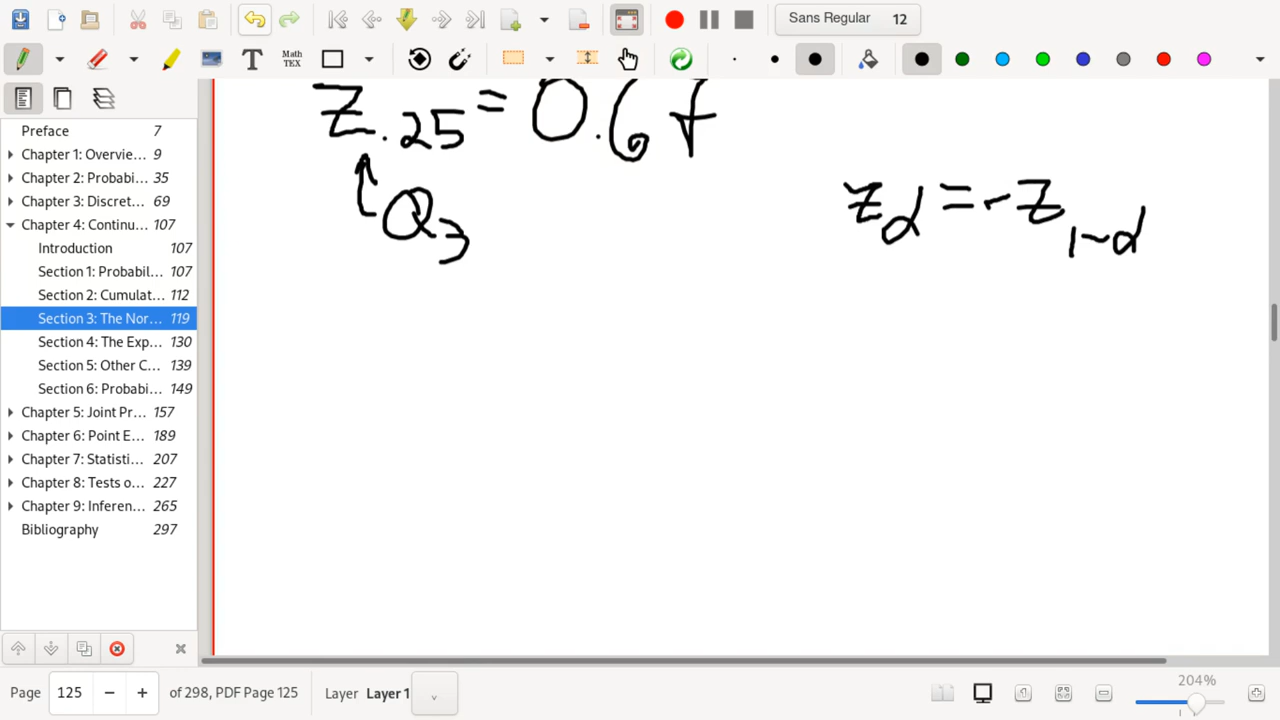 Sans Regular 12
T Math TEX
Preface 7
Chapter 1: Overvie... 9
Chapter 2: Probabi... 35
Chapter 3: Discret... 69
Chapter 4: Continu... 107
Introduction 107
Section 1: Probabil... 107
Section 2: Cumulat... 112
Section 3: The Nor... 119
Section 4: The Exp... 130
Section 5: Other C... 139
Section 6: Probabi... 149
Chapter 5: Joint Pr... 157
Chapter 6: Point E... 189
Chapter 7: Statisti... 207
Chapter 8: Tests o... 227
Chapter 9: Inferen... 265
Bibliography 297
z.25 = 0.67
Q3
zα = -z1-α
Page 125 of 298, PDF Page 125 Layer Layer 1
204%